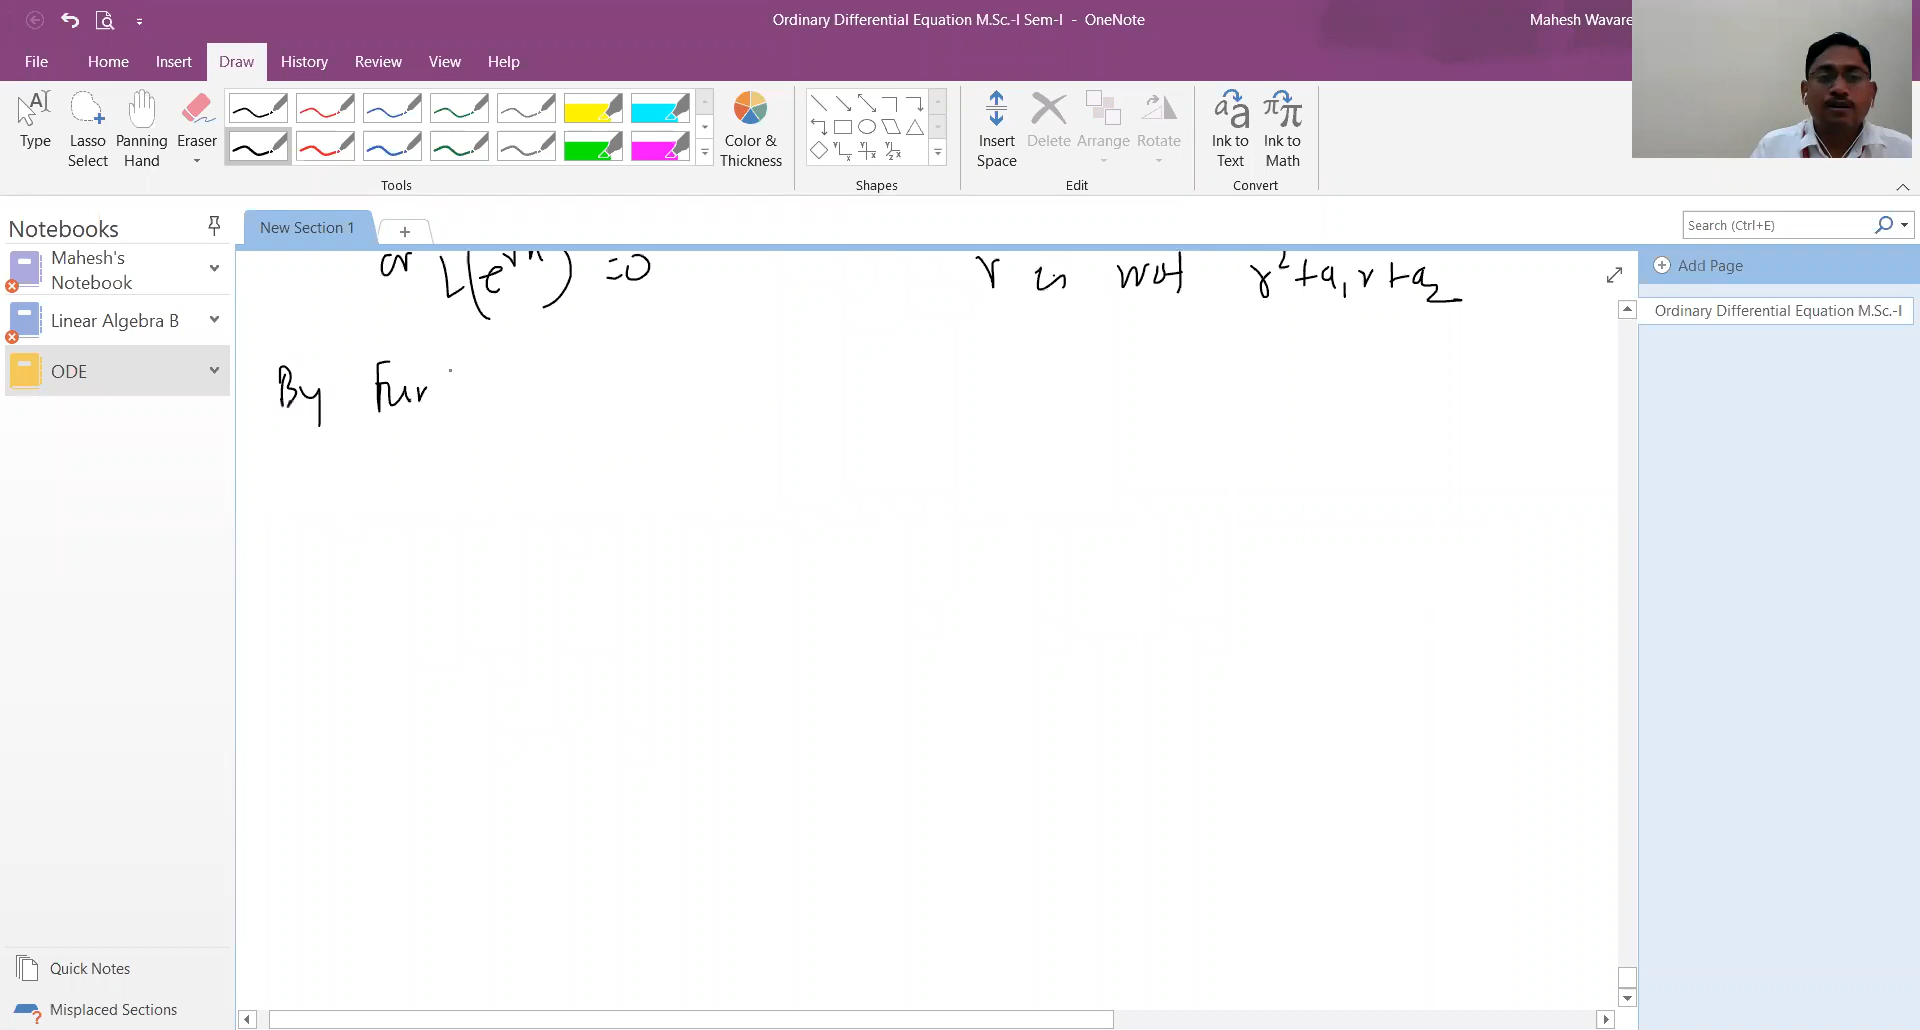 Ordinary Differential Equation M.Sc.-I Sem-I - OneNote
Mahesh Wavare
File Home Insert Draw History Review View Help
Type
Lasso Select
Panning Hand
Eraser
Color & Thickness
Insert Space
Delete
Arrange
Rotate
Ink to Text
Ink to Math
Tools
Shapes
Edit
Convert
Notebooks
New Section 1
Search (Ctrl+E)
Mahesh's Notebook
Linear Algebra B
ODE
Add Page
Ordinary Differential Equation M.Sc.-I
or L(e^{rx}) =0
r is not r²+a₁r+a₂
By Fun
Quick Notes
Misplaced Sections